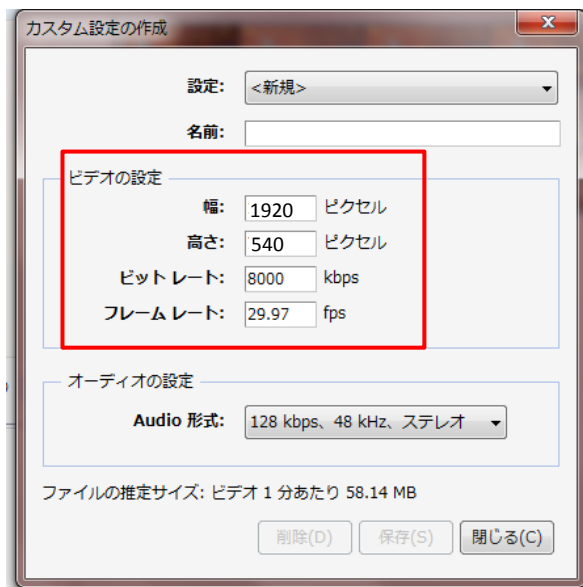 カスタム設定の作成
設定: <新規>
名前:
ビデオの設定
幅: 1920 ピクセル
高さ: 540 ピクセル
ビット レート: 8000 kbps
フレーム レート: 29.97 fps
オーディオの設定
Audio 形式: 128 kbps、48 kHz、ステレオ
ファイルの推定サイズ: ビデオ 1 分あたり 58.14 MB
削除(D) 保存(S) 閉じる(C)